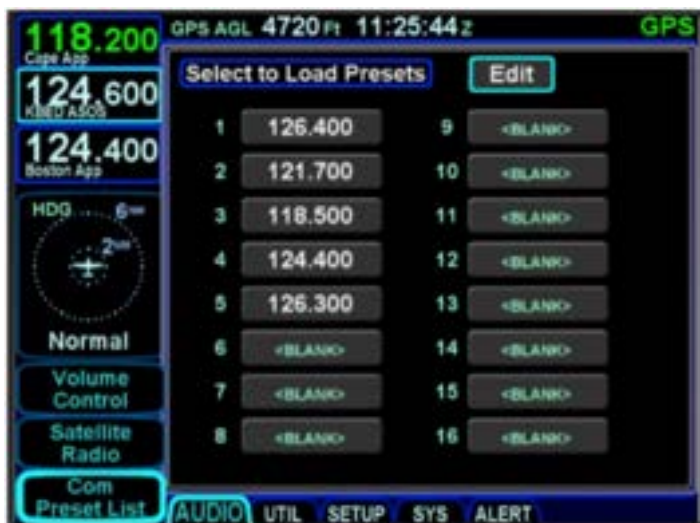 118.200 GPS AGL 4720 Ft 11:25:44 Z GPS
Cape App
124.600
KBED ASOS
124.400
Boston App
Select to Load Presets Edit
1 126.400 9 <BLANK>
2 121.700 10 <BLANK>
3 118.500 11 <BLANK>
4 124.400 12 <BLANK>
5 126.300 13 <BLANK>
6 <BLANK> 14 <BLANK>
7 <BLANK> 15 <BLANK>
8 <BLANK> 16 <BLANK>
HDG 6NM
2NM
Normal
Volume
Control
Satellite
Radio
Com
Preset List
AUDIO UTIL SETUP SYS ALERT